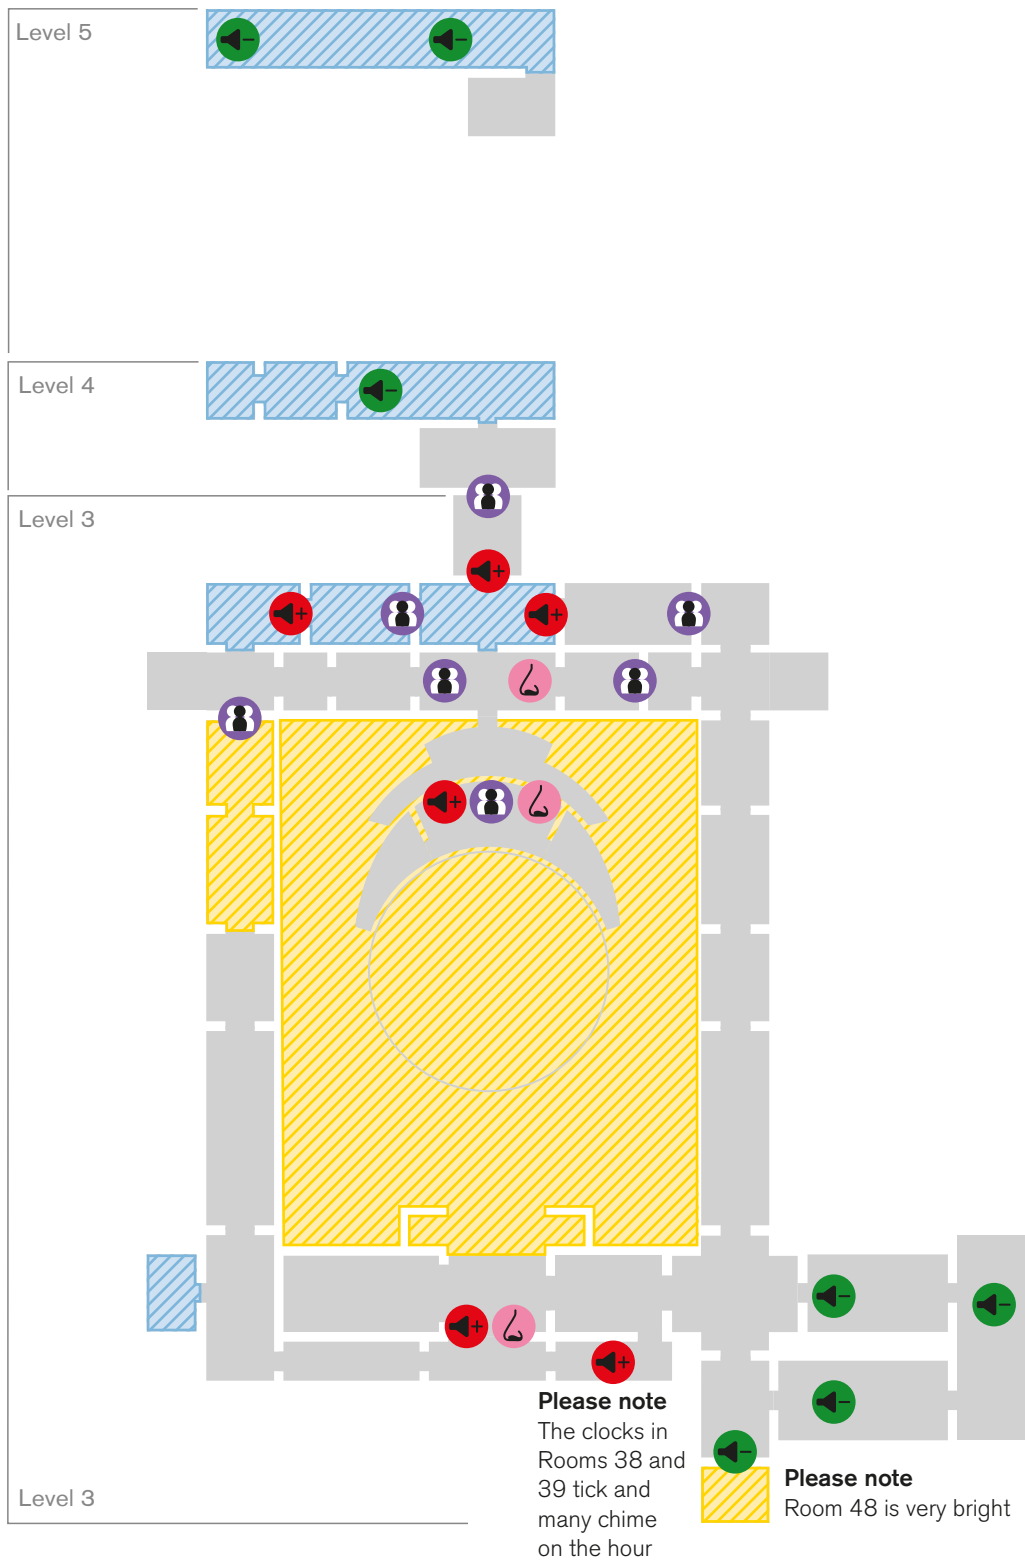 Level 5
Level 4
Level 3
Please note
The clocks in
Rooms 38 and
39 tick and
many chime
on the hour
Please note
Room 48 is very bright
Level 3